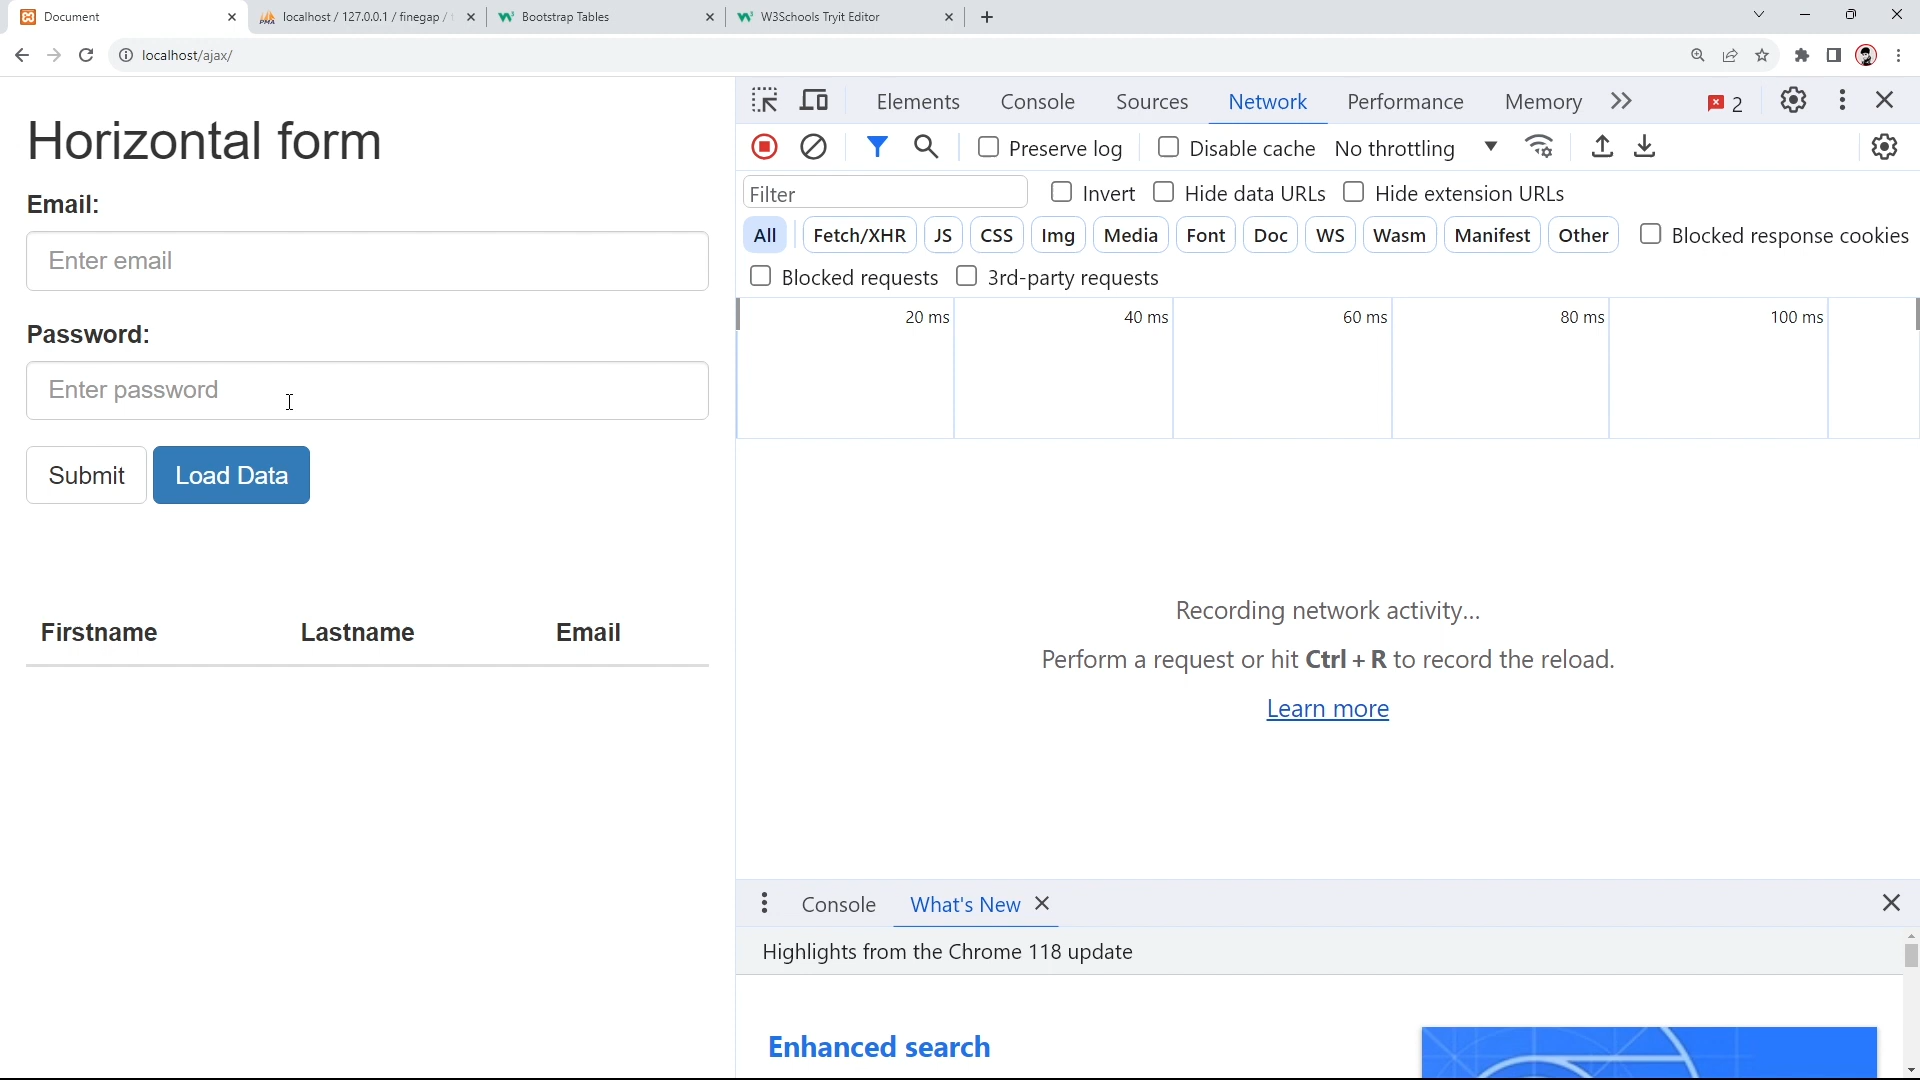 Document
localhost / 127.0.0.1 / finegap /
Bootstrap Tables
W3Schools Tryit Editor
localhost/ajax/
Horizontal form
Email:
Enter email
Password:
Enter password
Submit
Load Data
Firstname Lastname Email
Elements Console Sources Network Performance Memory 2
Preserve log Disable cache No throttling
Filter Invert Hide data URLs Hide extension URLs
All Fetch/XHR JS CSS Img Media Font Doc WS Wasm Manifest Other Blocked response cookies
Blocked requests 3rd-party requests
20 ms 40 ms 60 ms 80 ms 100 ms
Recording network activity...
Perform a request or hit Ctrl + R to record the reload.
Learn more
Console What's New
Highlights from the Chrome 118 update
Enhanced search